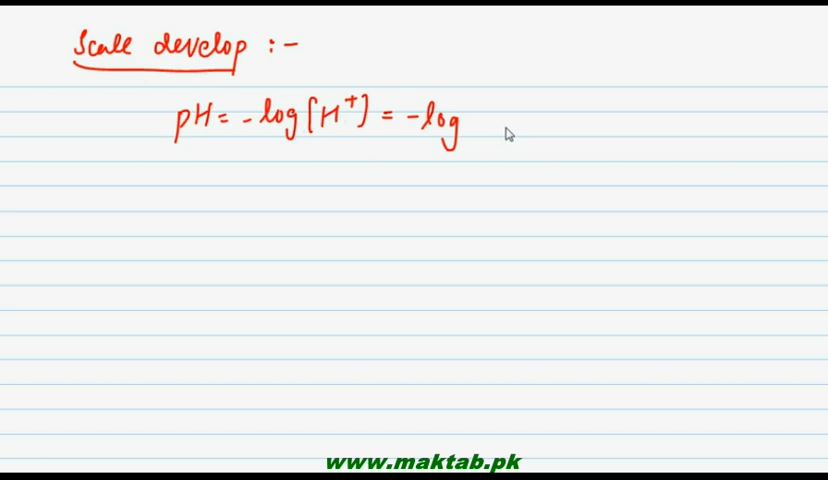 Scale develop :-
pH = - log [H⁺] = - log
www.maktab.pk